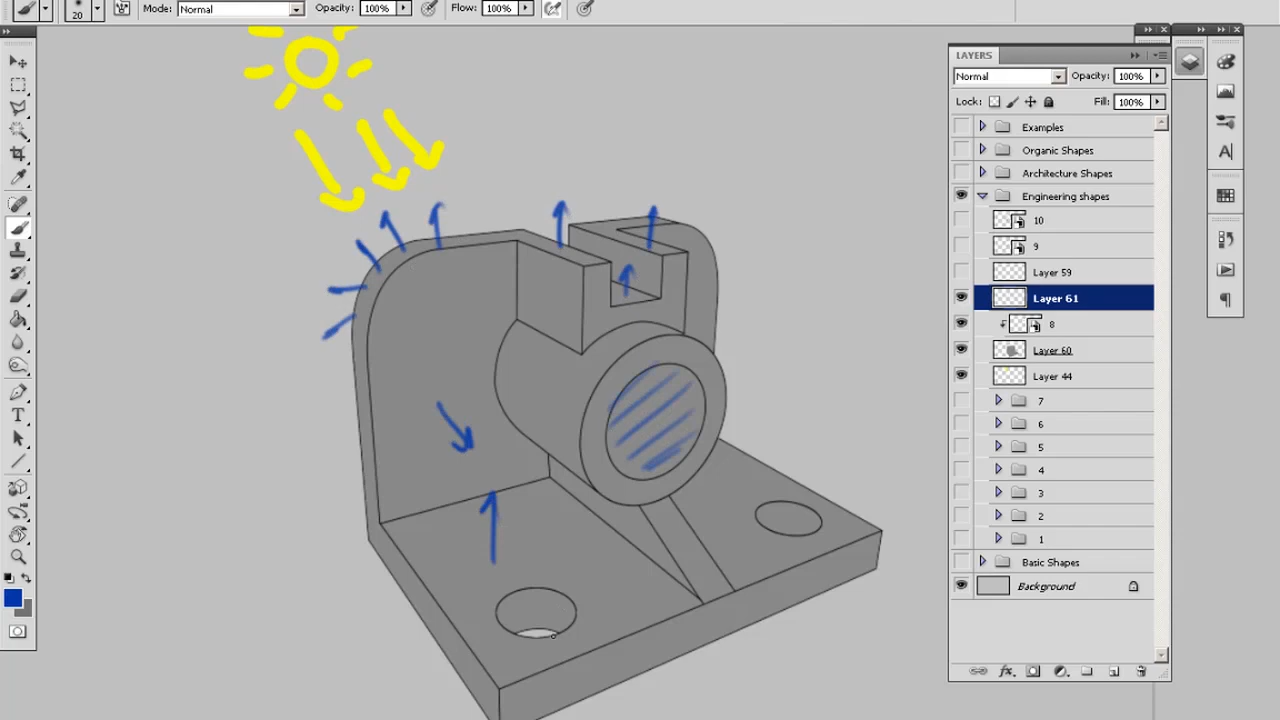 20
Mode: Normal
Opacity: 100%
Flow: 100%
LAYERS
Normal
Opacity: 100%
Lock:
Fill: 100%
Examples
Organic Shapes
Architecture Shapes
Engineering shapes
10
9
Layer 59
Layer 61
8
Layer 60
Layer 44
7
6
5
4
3
2
1
Basic Shapes
Background